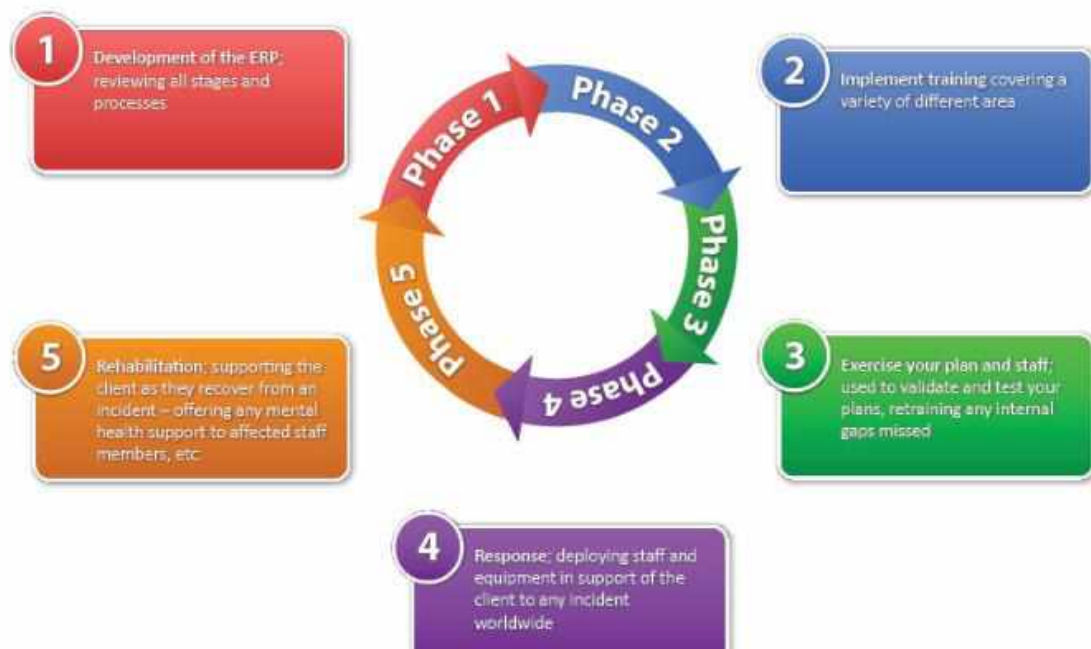 1
Development of the ERP;
reviewing all stages and
processes
Phase 1
Phase 2
2
Implement training covering a
variety of different area
Phase 3
3
Exercise your plan and staff;
used to validate and test your
plans, retraining any internal
gaps missed
Phase 4
4
Response; deploying staff and
equipment in support of the
client to any incident
worldwide
Phase 5
5
Rehabilitation; supporting the
client as they recover from an
incident – offering any mental
health support to affected staff
members, etc